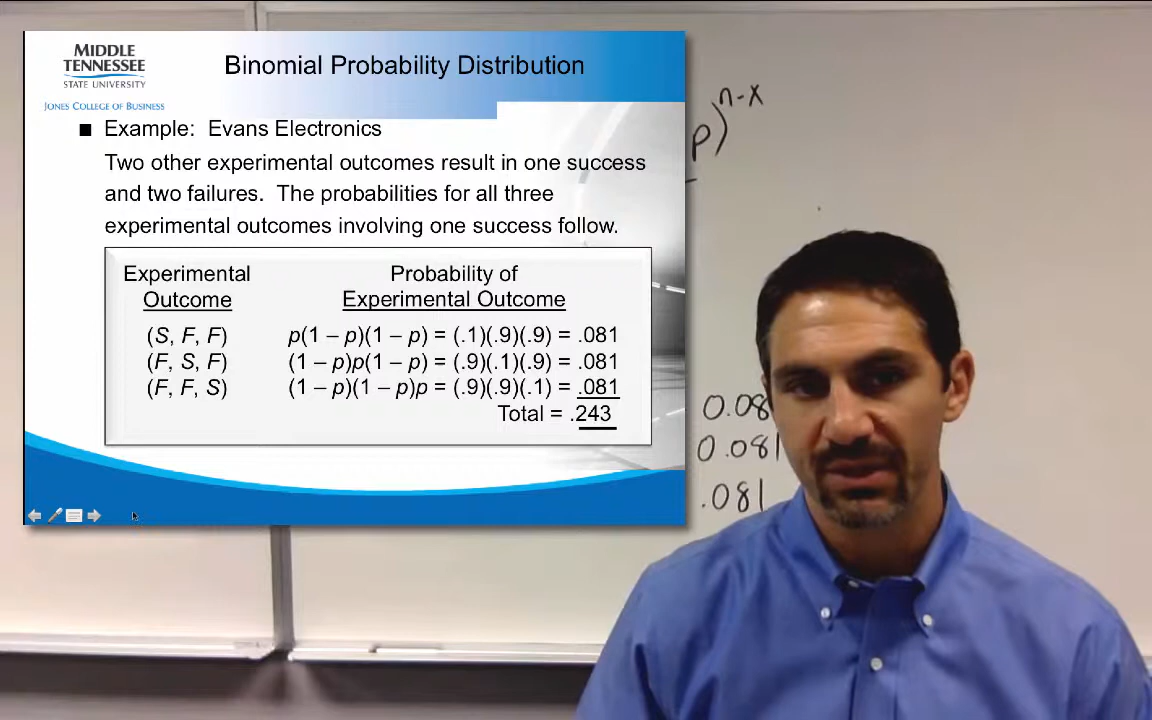 MIDDLE
TENNESSEE
STATE UNIVERSITY
JONES COLLEGE OF BUSINESS
Binomial Probability Distribution
■ Example: Evans Electronics
Two other experimental outcomes result in one success
and two failures. The probabilities for all three
experimental outcomes involving one success follow.
Experimental Probability of
Outcome Experimental Outcome
(S, F, F) p(1 – p)(1 – p) = (.1)(.9)(.9) = .081
(F, S, F) (1 – p)p(1 – p) = (.9)(.1)(.9) = .081
(F, F, S) (1 – p)(1 – p)p = (.9)(.9)(.1) = .081
Total = .243
p)^n-x
0.08
0.081
.081